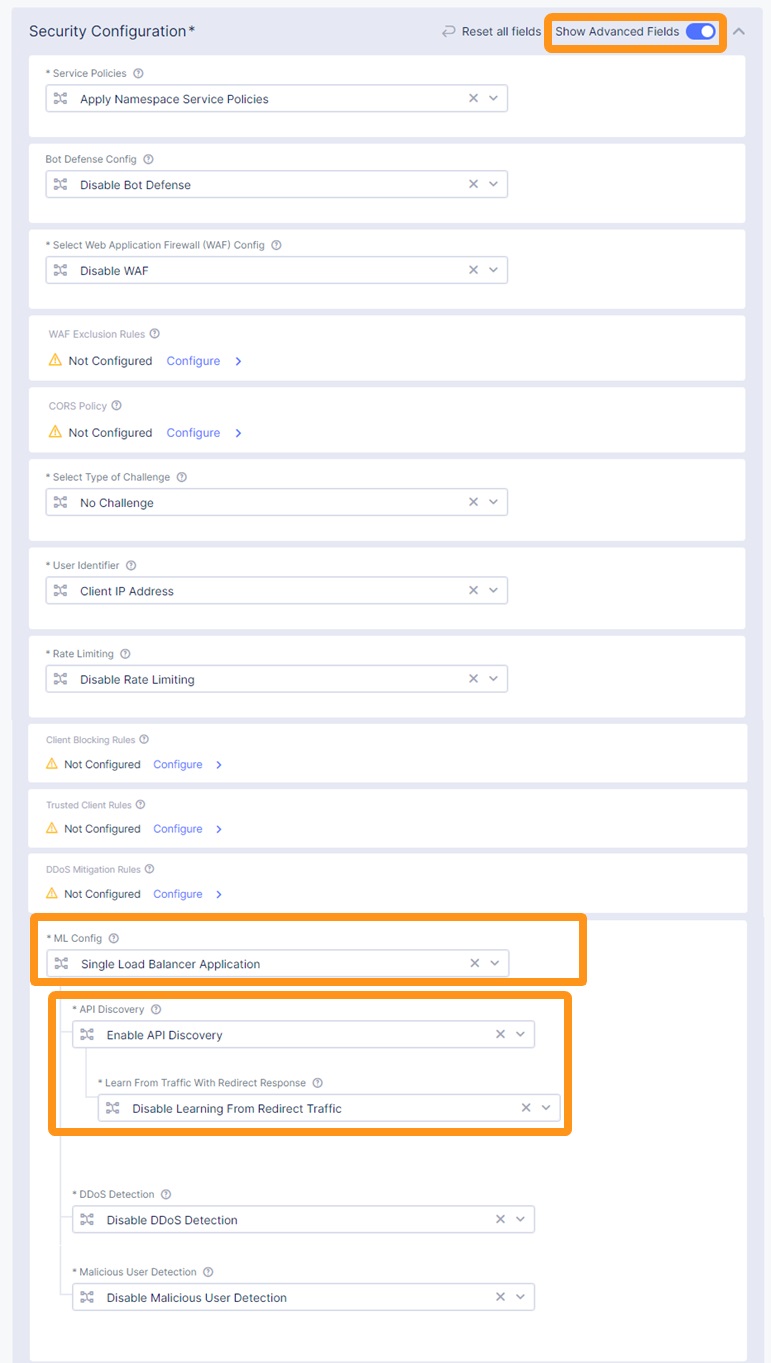 Security Configuration*
Reset all fields
Show Advanced Fields
* Service Policies
Apply Namespace Service Policies
Bot Defense Config
Disable Bot Defense
* Select Web Application Firewall (WAF) Config
Disable WAF
WAF Exclusion Rules
Not Configured Configure
CORS Policy
Not Configured Configure
* Select Type of Challenge
No Challenge
* User Identifier
Client IP Address
* Rate Limiting
Disable Rate Limiting
Client Blocking Rules
Not Configured Configure
Trusted Client Rules
Not Configured Configure
DDoS Mitigation Rules
Not Configured Configure
* ML Config
Single Load Balancer Application
* API Discovery
Enable API Discovery
* Learn From Traffic With Redirect Response
Disable Learning From Redirect Traffic
* DDoS Detection
Disable DDoS Detection
* Malicious User Detection
Disable Malicious User Detection